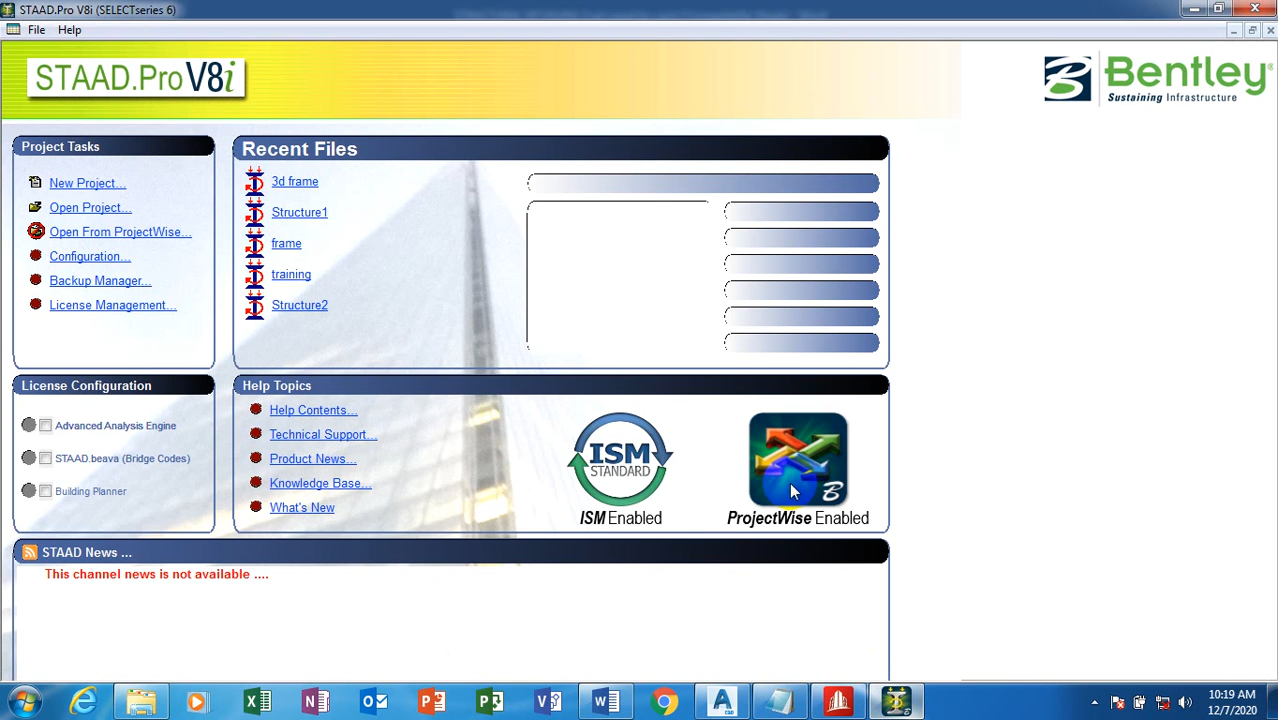 STAAD.Pro V8i (SELECTseries 6)
File Help
STAAD.Pro V8i
Bentley®
Sustaining Infrastructure
Project Tasks
New Project...
Open Project...
Open From ProjectWise...
Configuration...
Backup Manager...
License Management...
Recent Files
3d frame
Structure1
frame
training
Structure2
License Configuration
Advanced Analysis Engine
STAAD.beava (Bridge Codes)
Building Planner
Help Topics
Help Contents...
Technical Support...
Product News...
Knowledge Base...
What's New
ISM
STANDARD
ISM Enabled
B
ProjectWise Enabled
STAAD News ...
This channel news is not available ....
10:19 AM
12/7/2020